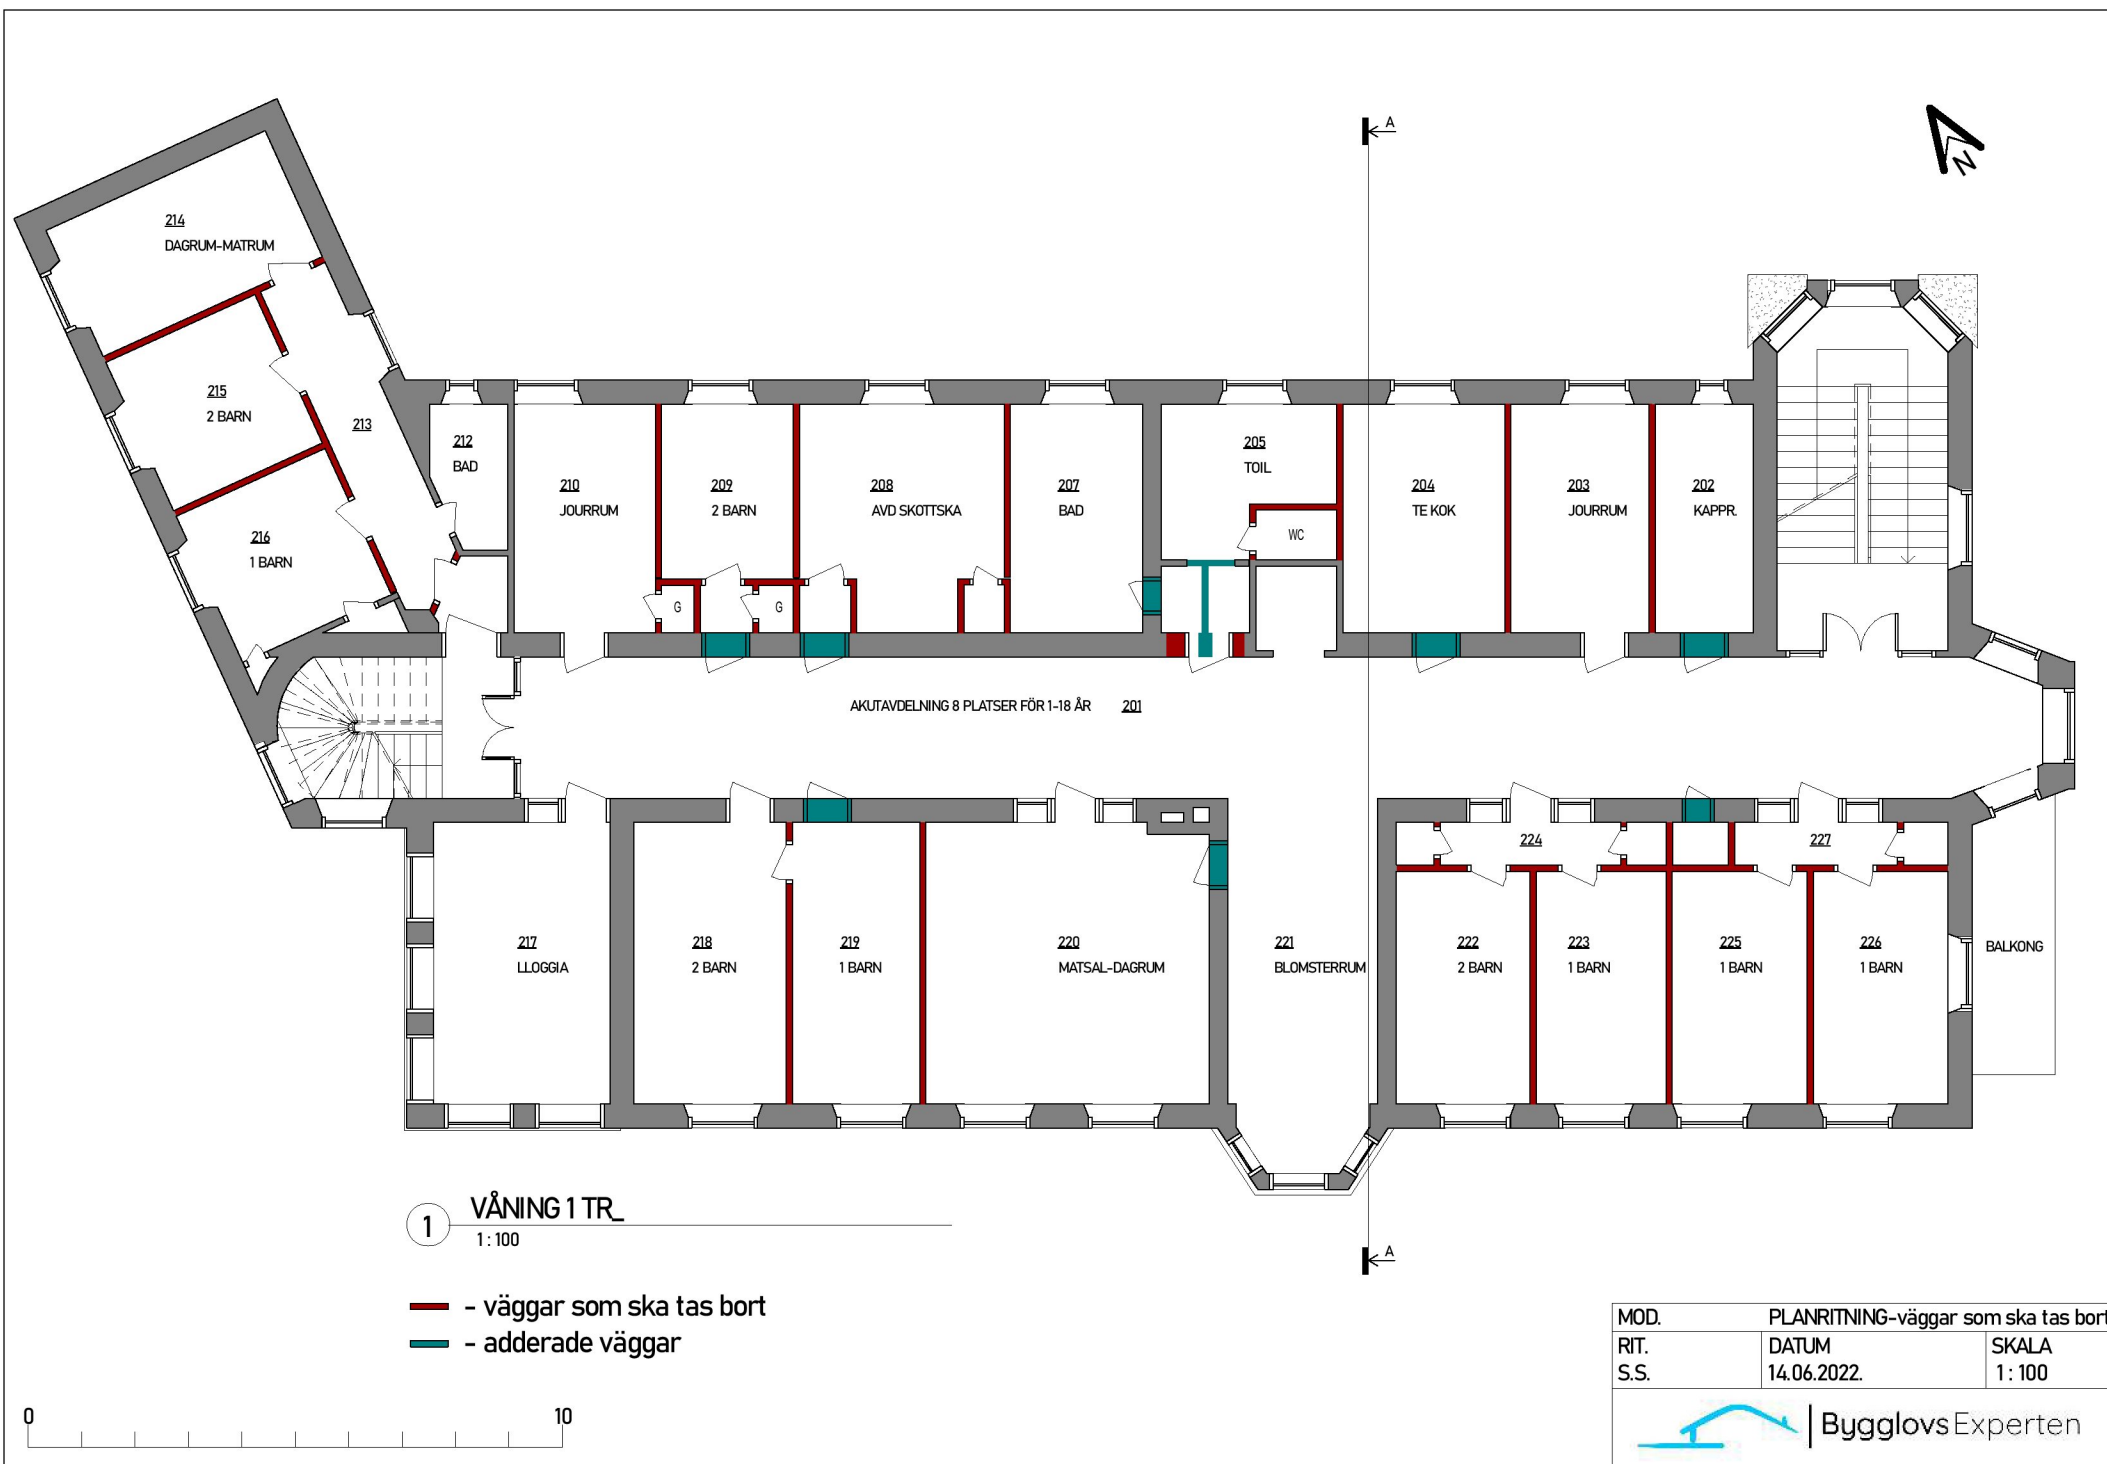 A
N
214
DAGRUM-MATRUM
215
2 BARN
213
216
1 BARN
212
BAD
210
JOURRUM
209
2 BARN
208
AVD SKOTTSKA
207
BAD
205
TOIL
WC
204
TE KOK
203
JOURRUM
202
KAPPR.
G
G
AKUTAVDELNING 8 PLATSER FÖR 1-18 ÅR 201
217
LLOGGIA
218
2 BARN
219
1 BARN
220
MATSAL-DAGRUM
221
BLOMSTERRUM
224
222
2 BARN
223
1 BARN
227
225
1 BARN
226
1 BARN
BALKONG
A
1
VÅNING 1 TR_
1 : 100
- väggar som ska tas bort
- adderade väggar
0 10
MOD. PLANRITNING-väggar som ska tas bort
RIT. DATUM SKALA
S.S. 14.06.2022. 1 : 100
BygglovsExperten